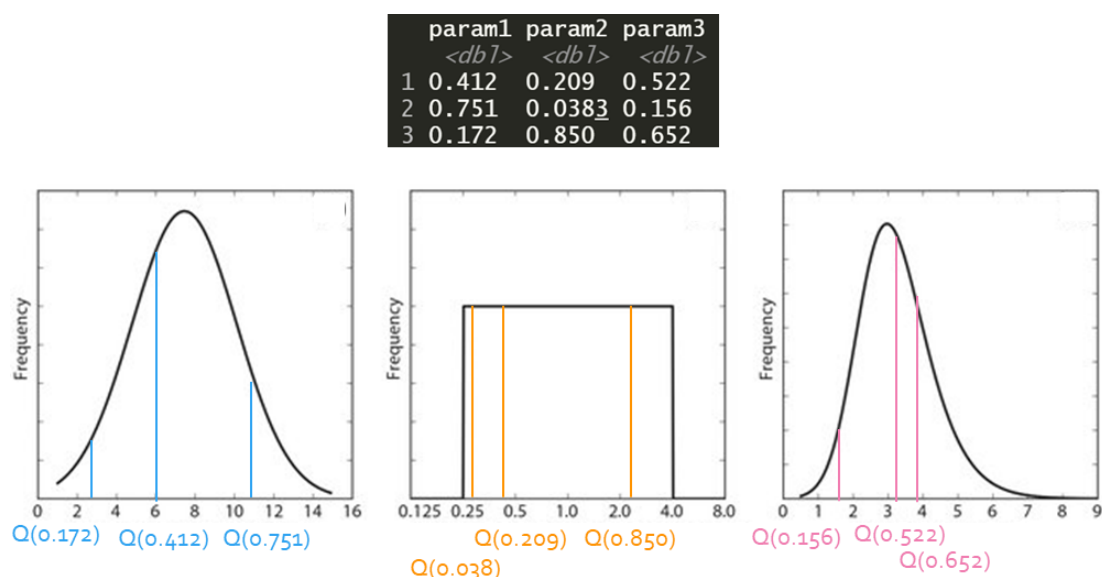 param1 param2 param3
<dbl> <dbl> <dbl>
1 0.412 0.209 0.522
2 0.751 0.0383 0.156
3 0.172 0.850 0.652
Frequency
0 2 4 6 8 10 12 14 16
Q(0.172) Q(0.412) Q(0.751)
Frequency
0.125 0.25 0.5 1.0 2.0 4.0 8.0
Q(0.209) Q(0.850)
Q(0.038)
Frequency
0 1 2 3 4 5 6 7 8 9
Q(0.156) Q(0.522)
Q(0.652)